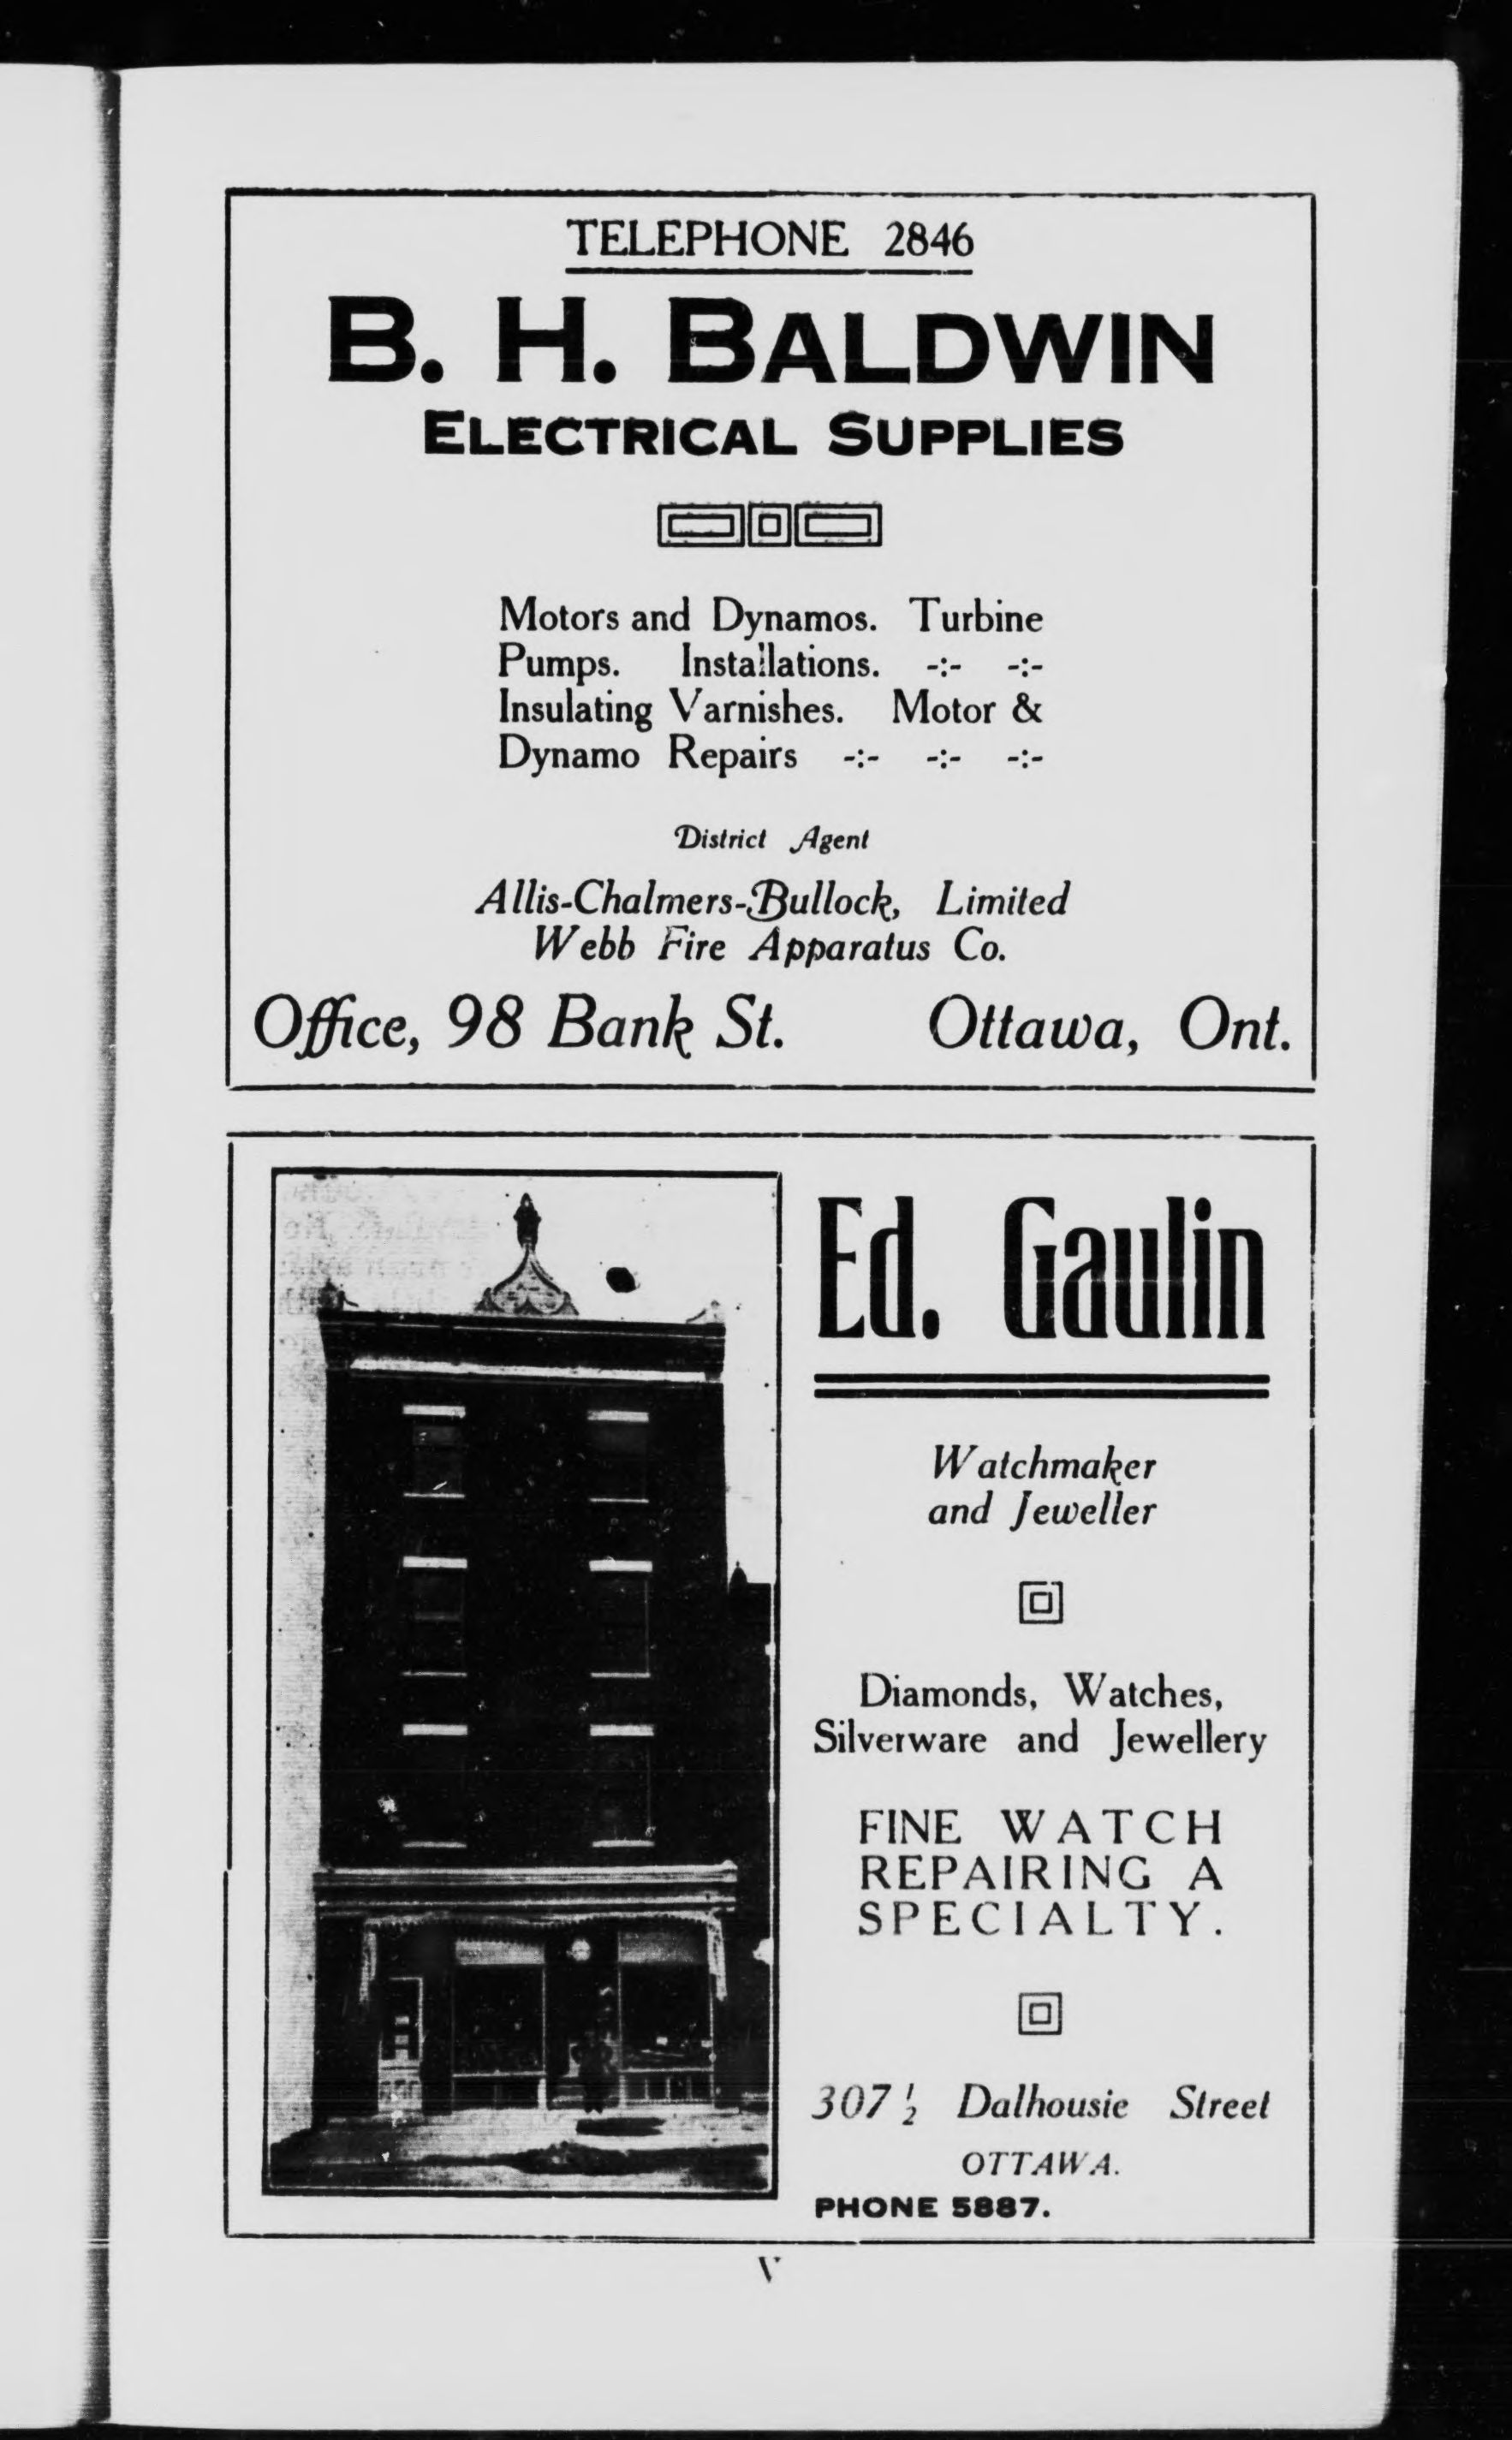 TELEPHONE 2846
B. H. BALDWIN
ELECTRICAL SUPPLIES
Motors and Dynamos. Turbine
Pumps. Installations. -:- -:-
Insulating Varnishes. Motor &
Dynamo Repairs -:- -:- -:-
District Agent
Allis-Chalmers-Bullock, Limited
Webb Fire Apparatus Co.
Office, 98 Bank St. Ottawa, Ont.
Ed. Gaulin
Watchmaker
and Jeweller
Diamonds, Watches,
Silverware and Jewellery
FINE WATCH
REPAIRING A
SPECIALTY.
307½ Dalhousie Street
OTTAWA.
PHONE 5887.
V